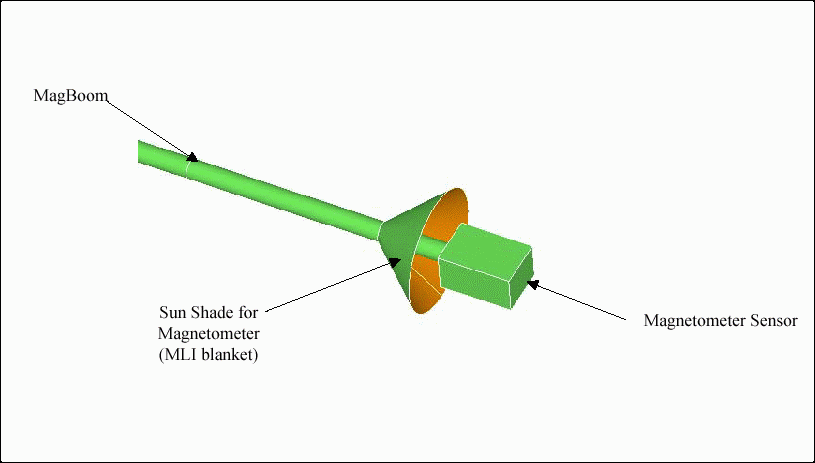 MagBoom
Sun Shade for
Magnetometer
(MLI blanket)
Magnetometer Sensor